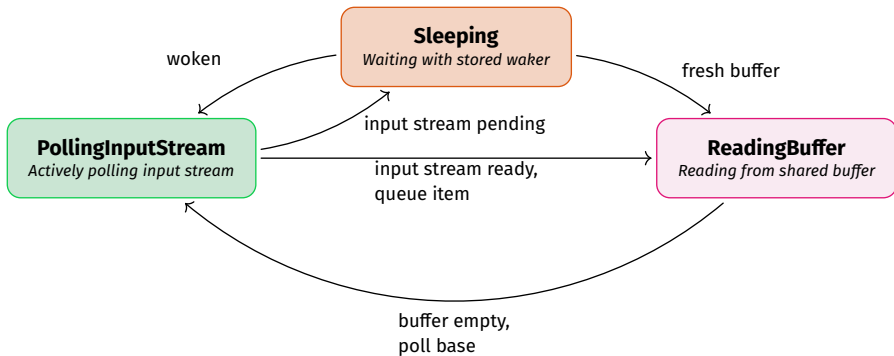 Sleeping
Waiting with stored waker
woken
fresh buffer
input stream pending
PollingInputStream
Actively polling input stream
ReadingBuffer
Reading from shared buffer
input stream ready,
queue item
buffer empty,
poll base